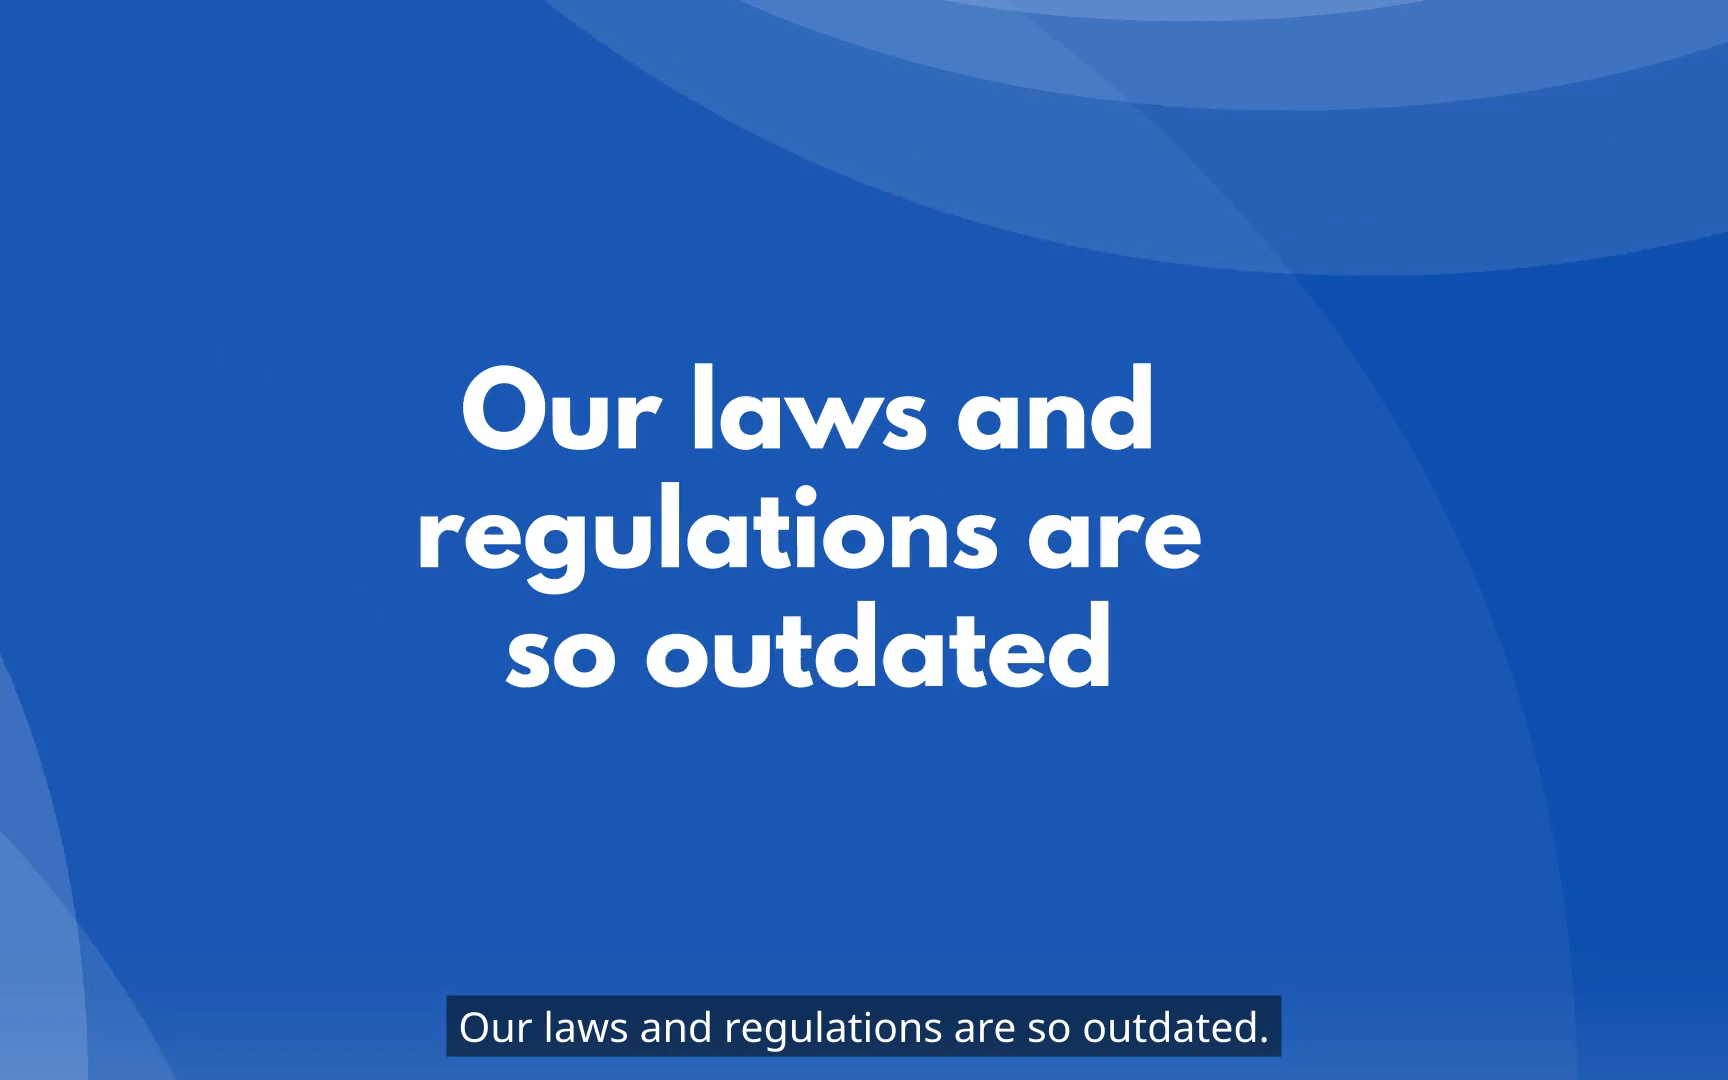 Our laws and
regulations are
so outdated
Our laws and regulations are so outdated.